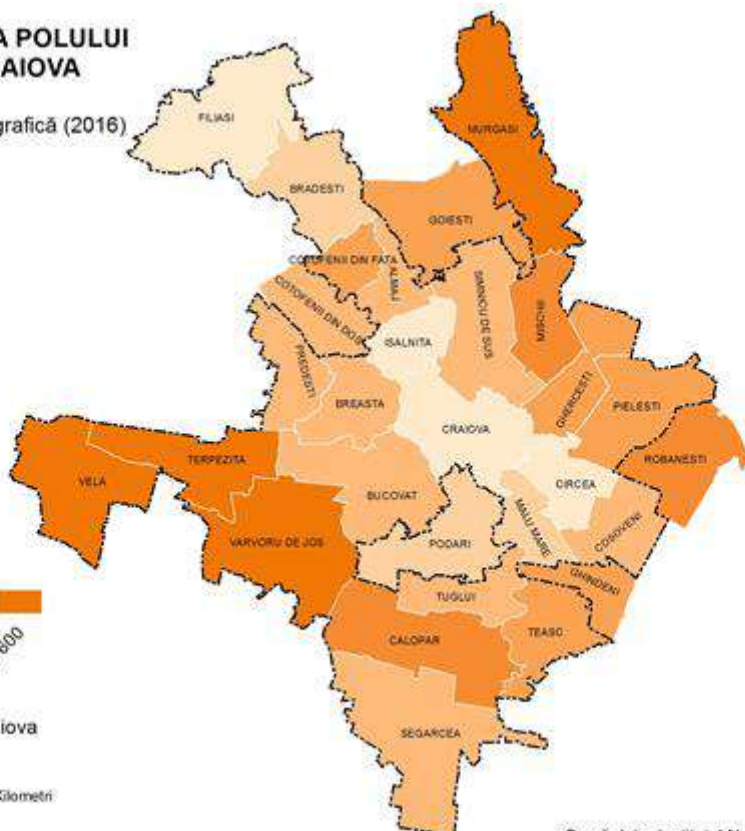 A POLULUI
AIOVA
grafică (2016)
FILIASI
MURGASI
BRADESTI
GOIESTI
COTOFENII DIN FATA
ALMAJ
SIMNICU DE SUS
COTOFENII DIN DOS
MISCHII
ISALNITA
PREDESTI
BREASTA
GHERCESTI
PIELESTI
CRAIOVA
TERPEZITA
ROBANESTI
VELA
BUCOVAT
CIRCEA
MALU MARE
COSOVENI
VARVORU DE JOS
PODARI
GHINDENI
TUGLUI
TEASC
CALOPAR
600
SEGARCEA
iova
Kilometri